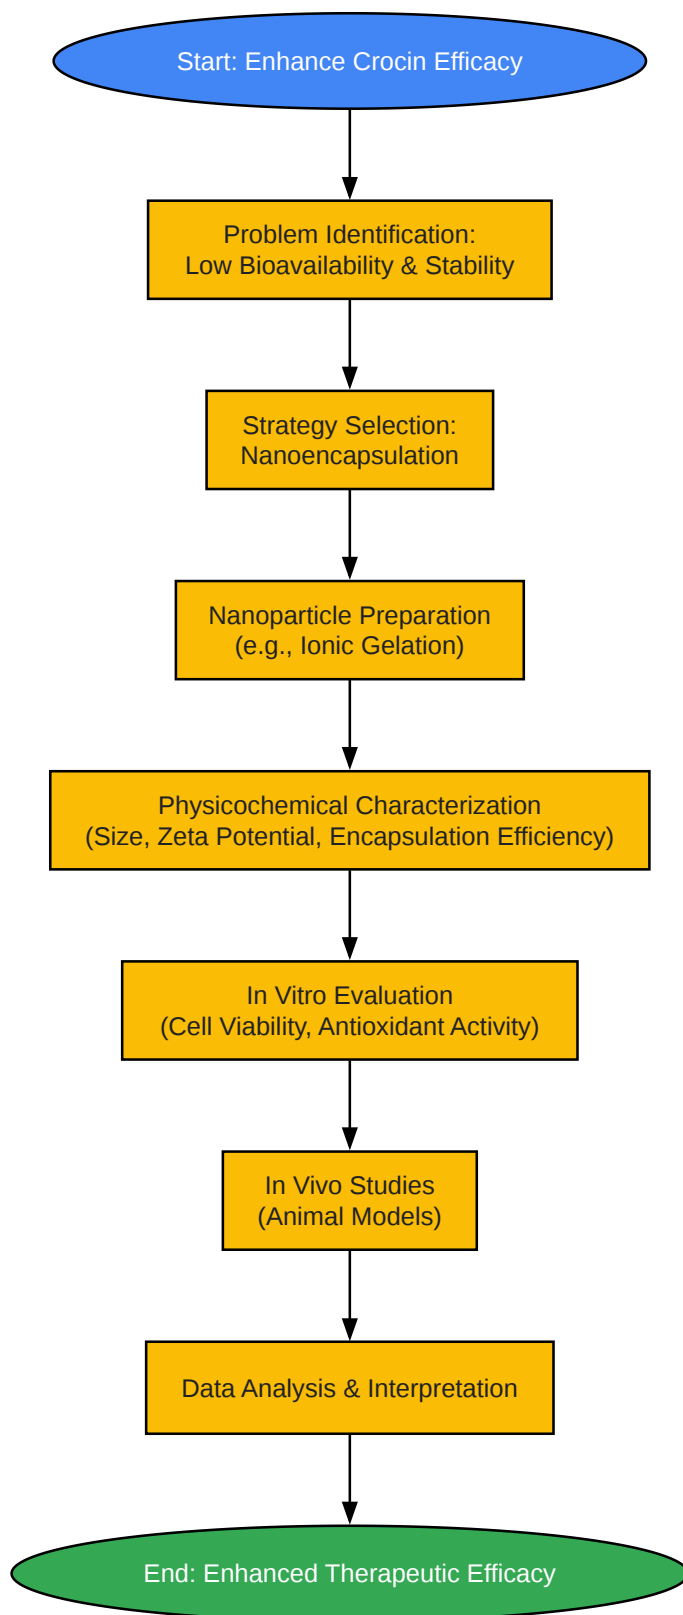 Start: Enhance Crocin Efficacy
Problem Identification:
Low Bioavailability & Stability
Strategy Selection:
Nanoencapsulation
Nanoparticle Preparation
(e.g., Ionic Gelation)
Physicochemical Characterization
(Size, Zeta Potential, Encapsulation Efficiency)
In Vitro Evaluation
(Cell Viability, Antioxidant Activity)
In Vivo Studies
(Animal Models)
Data Analysis & Interpretation
End: Enhanced Therapeutic Efficacy